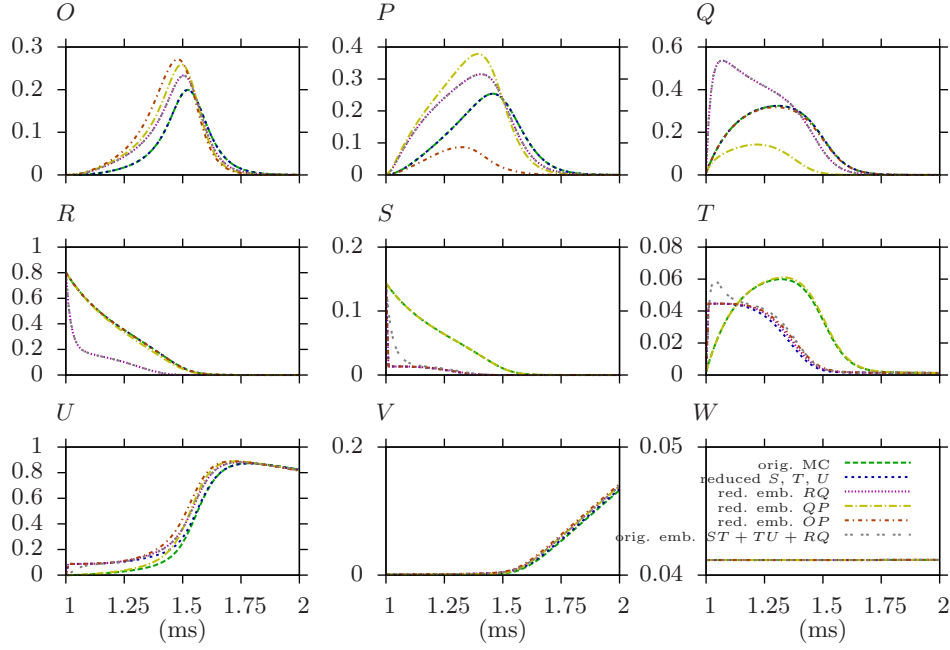 O P Q
0.3 0.4 0.6
0.2 0.3 0.4
0.1 0.2 0.2
0 0.1 0
0
R S T
1 0.2 0.08
0.8 0.06
0.6 0.1 0.04
0.4 0.02
0.2 0
0 0
U V W
1 0.2 0.05
0.8 orig. MC
0.6 reduced S, T, U
0.4 red. emb. RQ
0.2 red. emb. QP
0 red. emb. OP
orig. emb. ST + TU + RQ
0 0.04
1 1.25 1.5 1.75 2 1 1.25 1.5 1.75 2 1 1.25 1.5 1.75 2
(ms) (ms) (ms)